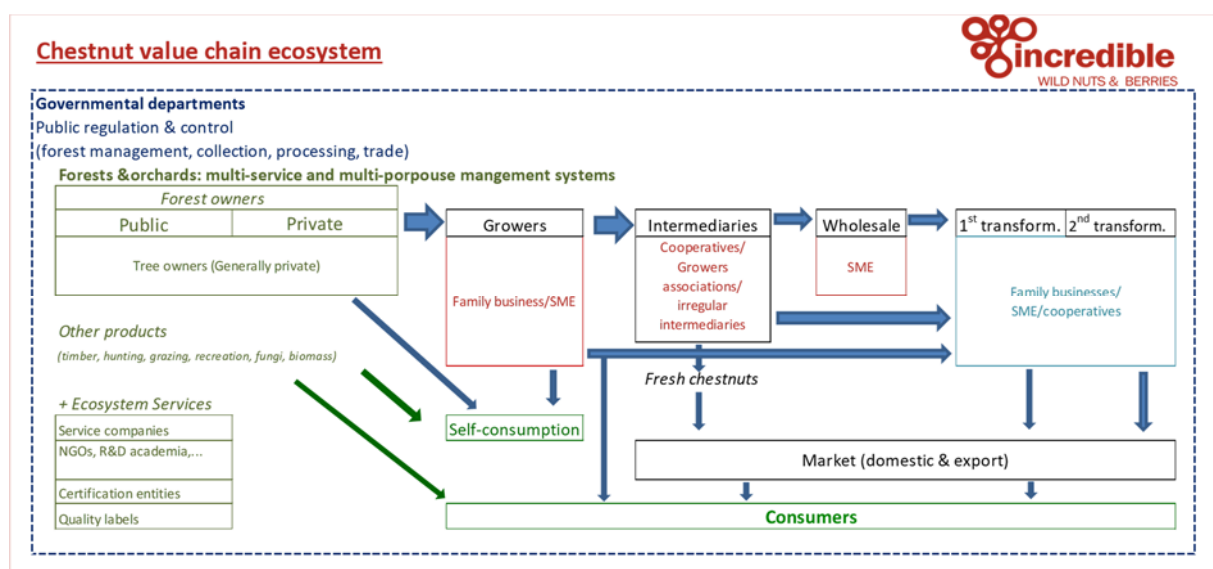 Chestnut value chain ecosystem
incredible
WILD NUTS & BERRIES
Governmental departments
Public regulation & control
(forest management, collection, processing, trade)
Forests &orchards: multi-service and multi-porpouse mangement systems
Forest owners
Public
Private
Tree owners (Generally private)
Growers
Family business/SME
Intermediaries
Cooperatives/
Growers
associations/
irregular
intermediaries
Wholesale
SME
1st transform.
2nd transform.
Family businesses/
SME/cooperatives
Other products
(timber, hunting, grazing, recreation, fungi, biomass)
Fresh chestnuts
+ Ecosystem Services
Service companies
NGOs, R&D academia,...
Certification entities
Quality labels
Self-consumption
Market (domestic & export)
Consumers